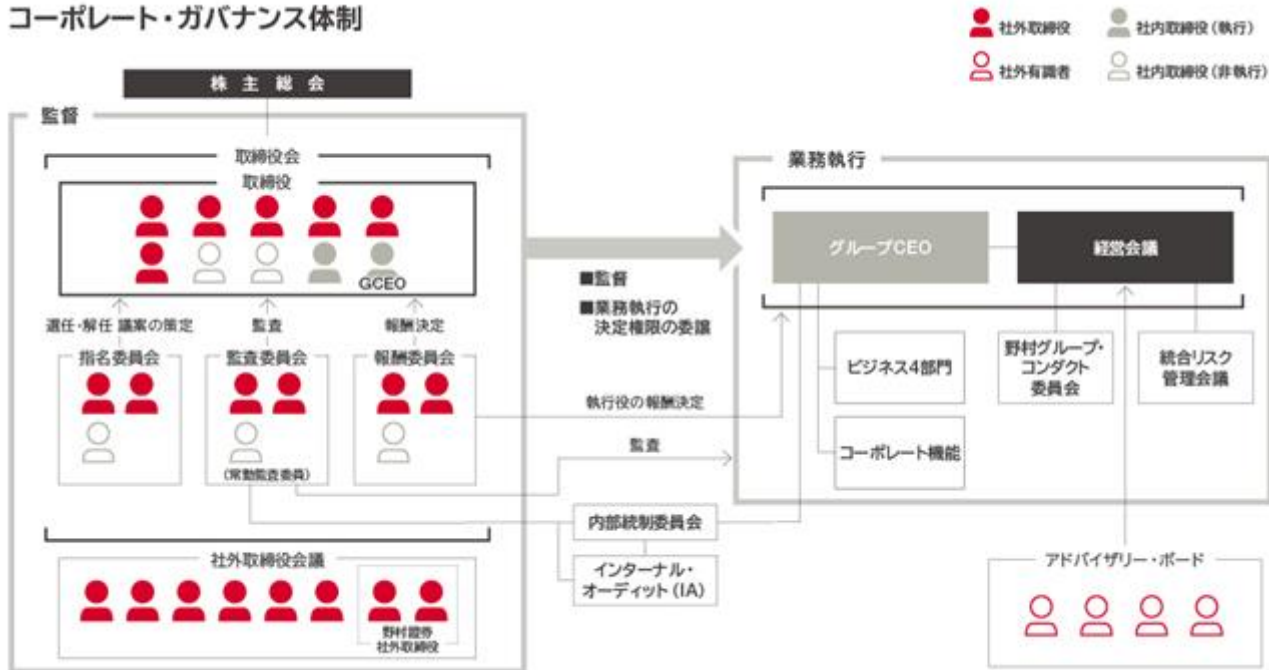 コーポレート・ガバナンス体制
社外取締役
社内取締役(執行)
社外有識者
社内取締役(非執行)
株主総会
監督
取締役会
取締役
GCEO
選任・解任 議案の策定
監査
報酬決定
指名委員会
監査委員会
報酬委員会
(常勤監査委員)
社外取締役会議
野村證券
社外取締役
■監督
■業務執行の
決定権限の委譲
執行役の報酬決定
監査
内部統制委員会
インターナル・
オーディット(IA)
業務執行
グループCEO
経営会議
ビジネス4部門
コーポレート機能
野村グループ・
コンダクト
委員会
統合リスク
管理会議
アドバイザリー・ボード